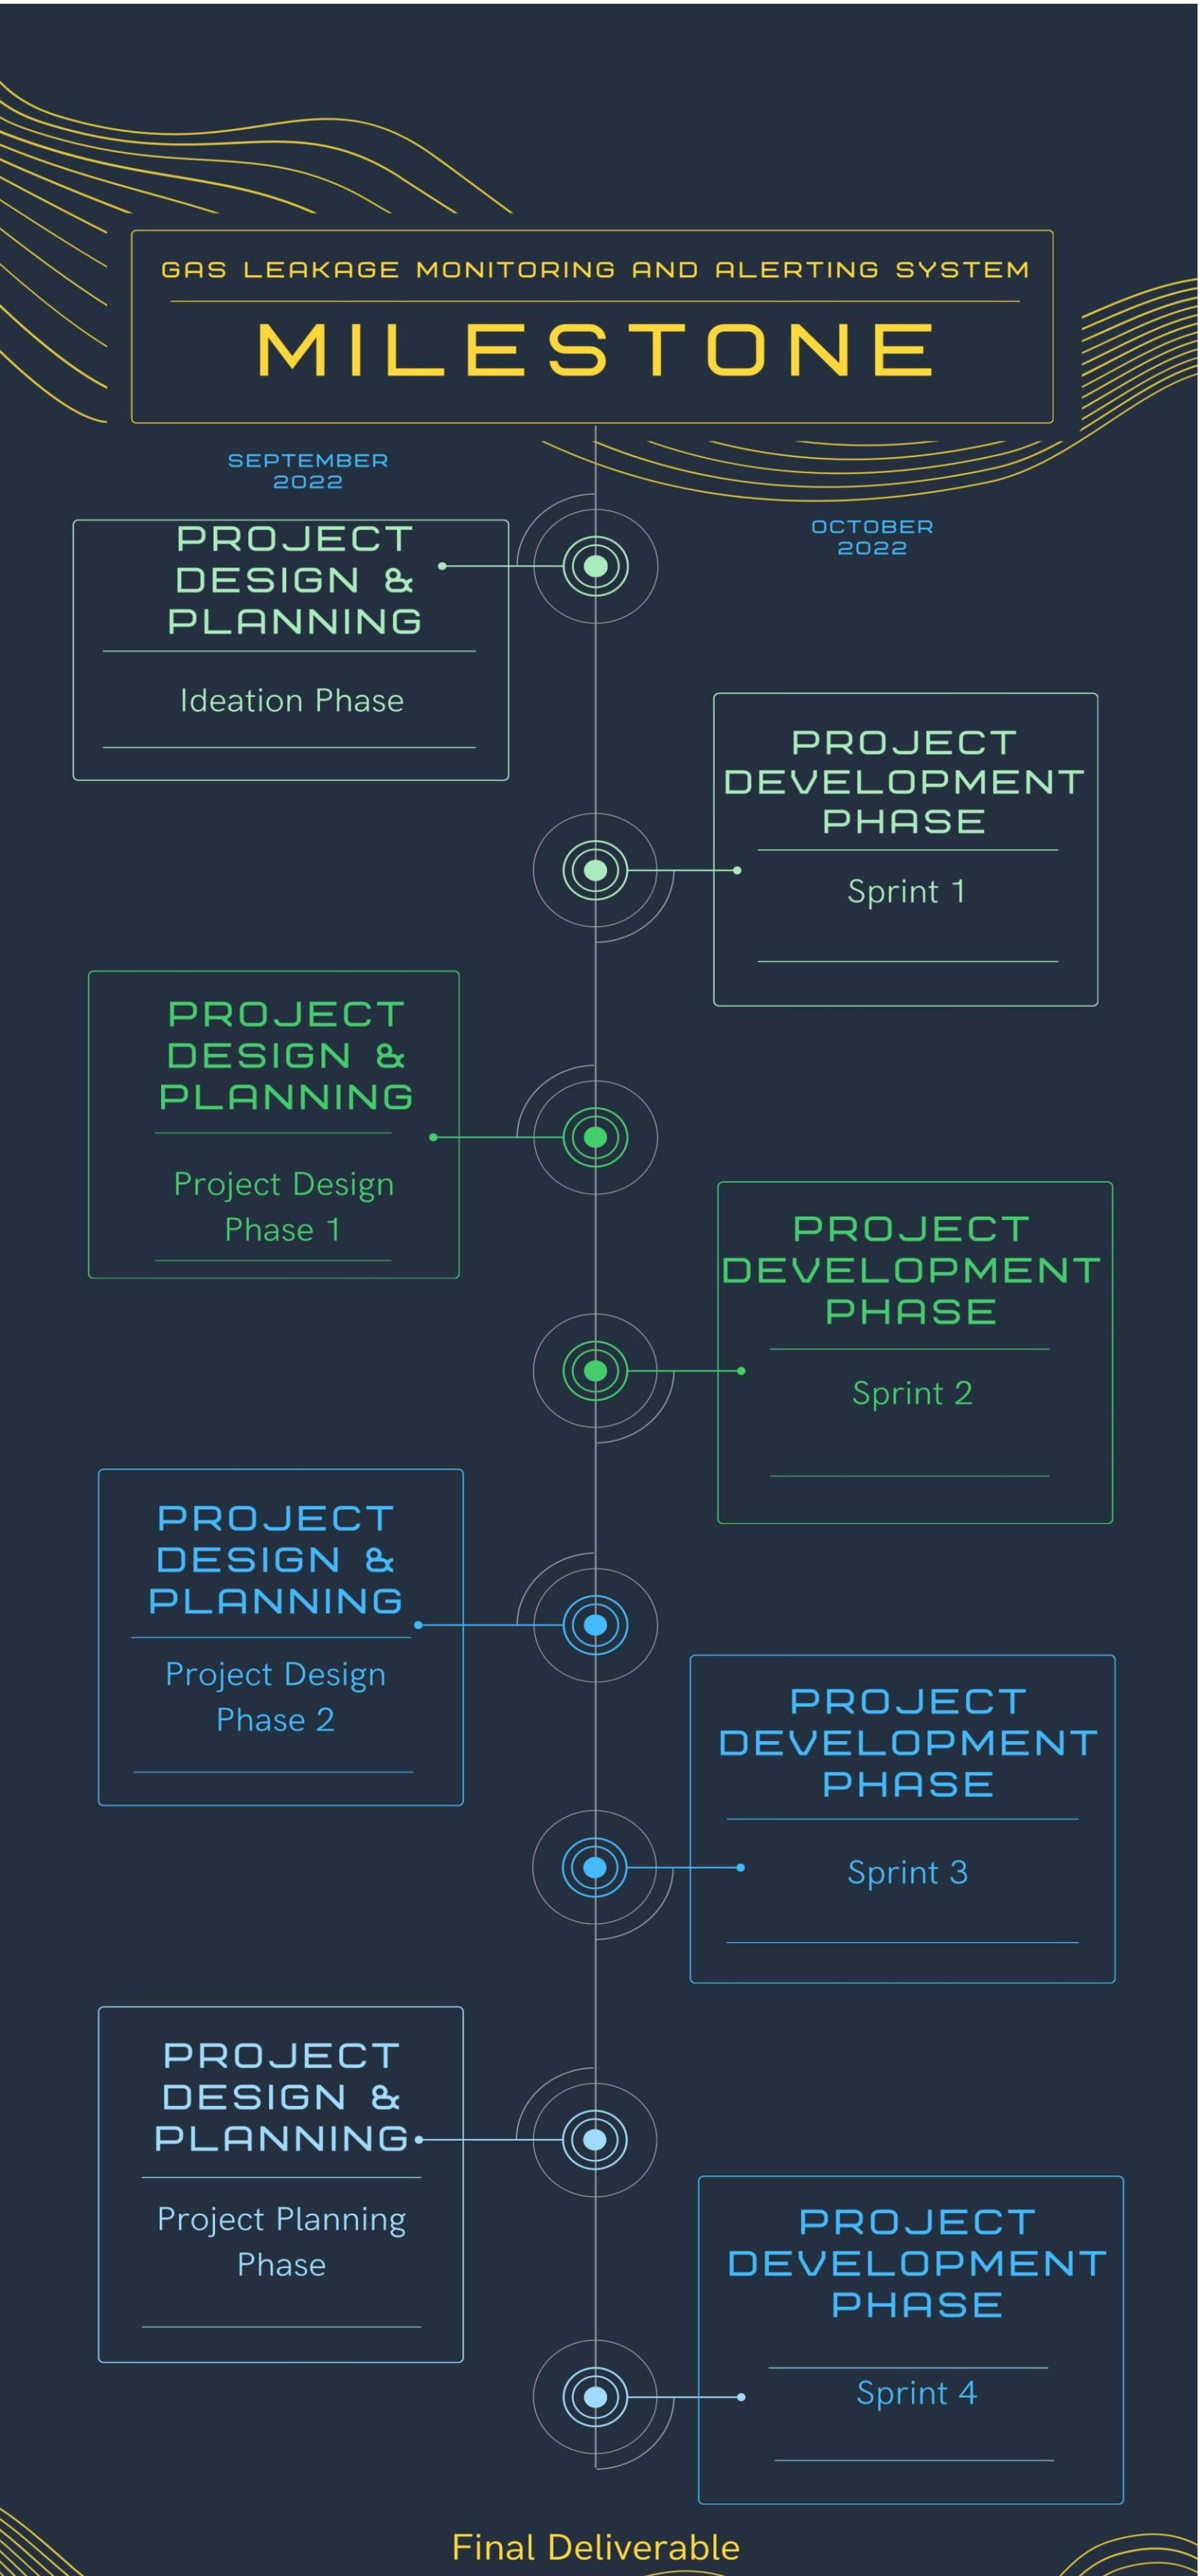 GAS LEAKAGE MONITORING AND ALERTING SYSTEM
MILESTONE
SEPTEMBER
2022
OCTOBER
2022
PROJECT
DESIGN &
PLANNING
Ideation Phase
PROJECT
DEVELOPMENT
PHASE
Sprint 1
PROJECT
DESIGN &
PLANNING
Project Design
Phase 1
PROJECT
DEVELOPMENT
PHASE
Sprint 2
PROJECT
DESIGN &
PLANNING
Project Design
Phase 2
PROJECT
DEVELOPMENT
PHASE
Sprint 3
PROJECT
DESIGN &
PLANNING
Project Planning
Phase
PROJECT
DEVELOPMENT
PHASE
Sprint 4
Final Deliverable